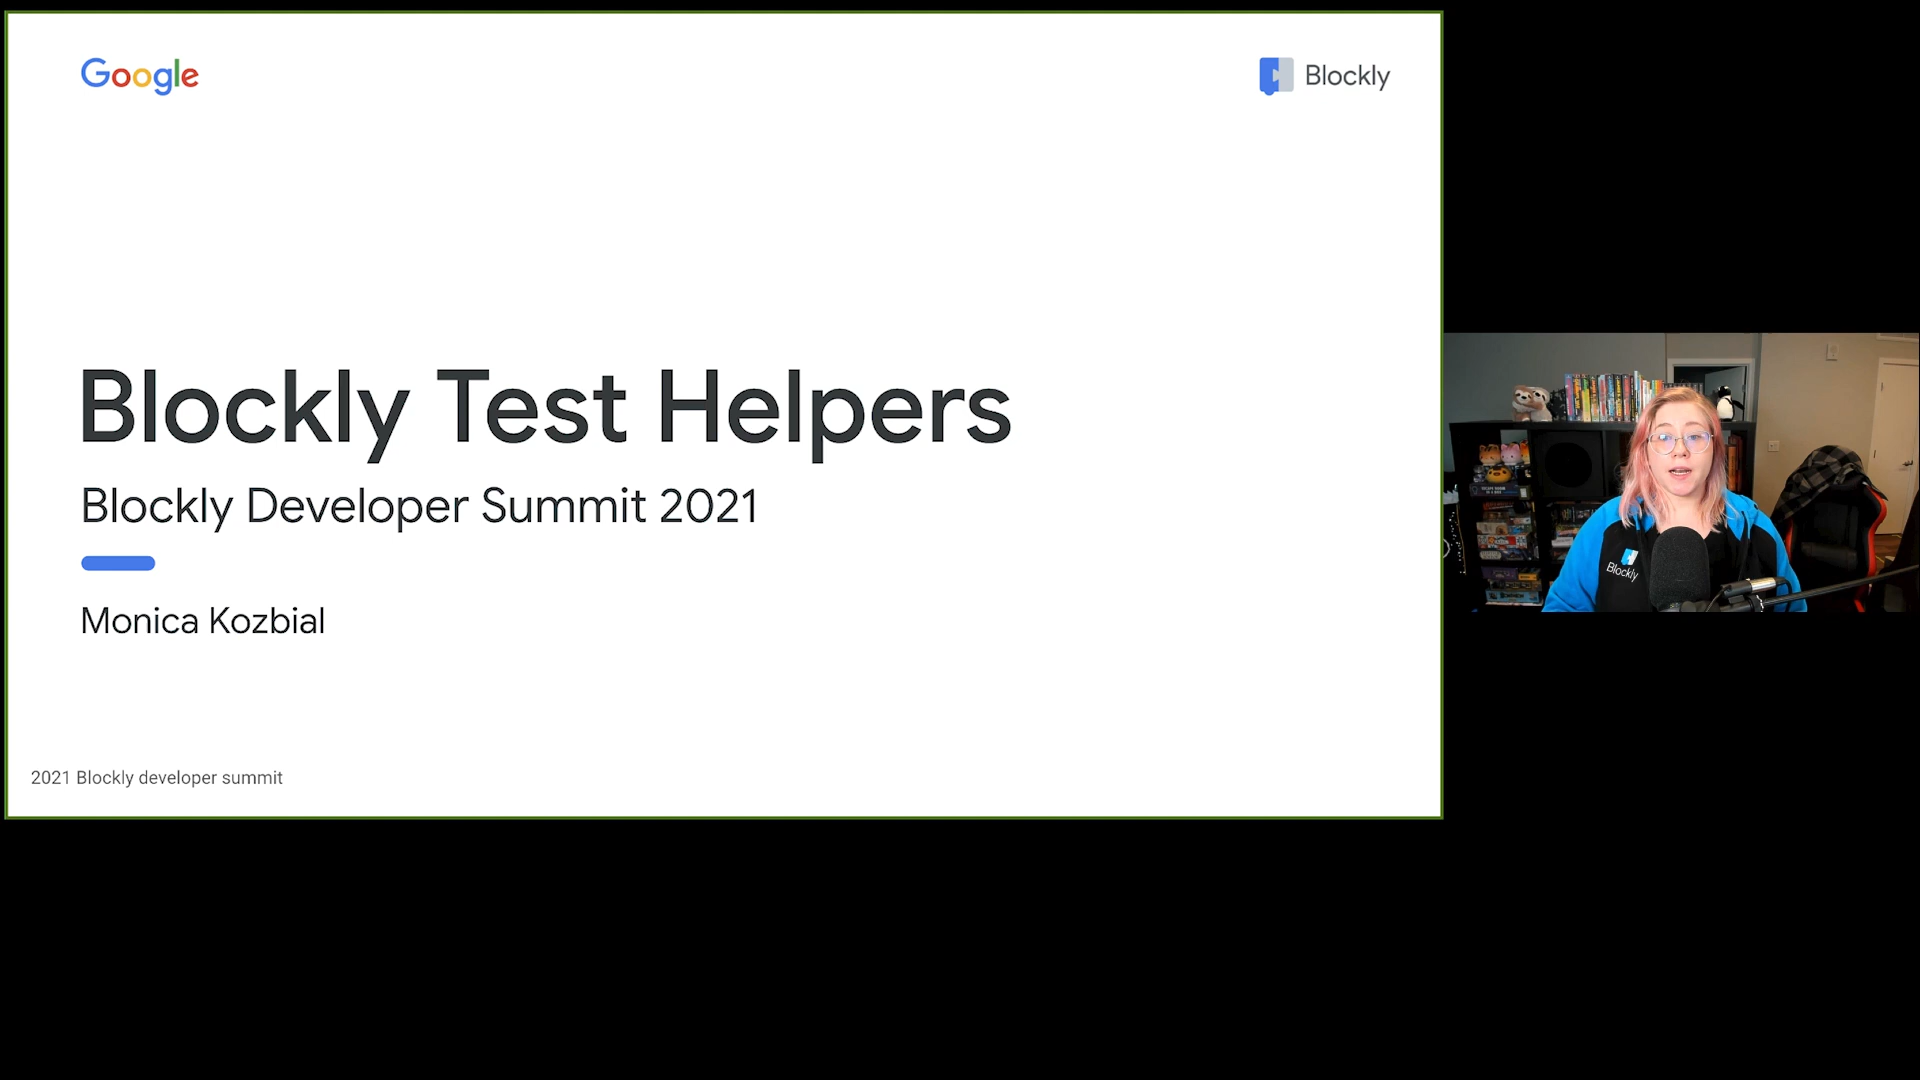 Google
Blockly
Blockly Test Helpers
Blockly Developer Summit 2021
Monica Kozbial
2021 Blockly developer summit
Blockly